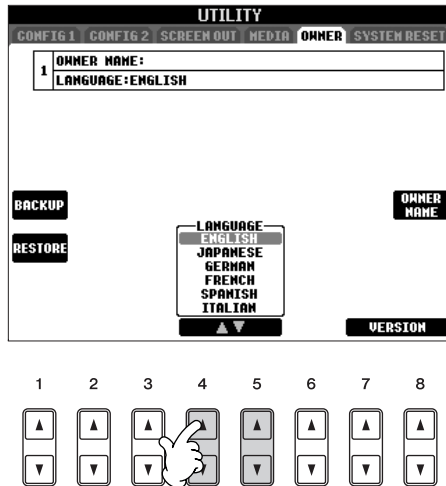 UTILITY
CONFIG 1 CONFIG 2 SCREEN OUT MEDIA OWNER SYSTEM RESET
1 OWNER NAME:
LANGUAGE:ENGLISH
BACKUP
OWNER NAME
RESTORE
LANGUAGE
ENGLISH
JAPANESE
GERMAN
FRENCH
SPANISH
ITALIAN
VERSION
1 2 3 4 5 6 7 8